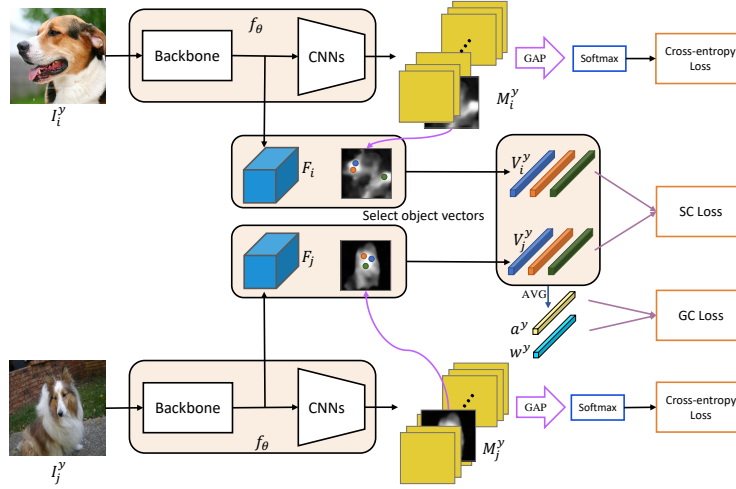 f_θ
Backbone
CNNs
I_i^y
M_i^y
GAP
Softmax
Cross-entropy
Loss
F_i
V_i^y
Select object vectors
SC Loss
F_j
V_j^y
AVG
a^y
w^y
GC Loss
Backbone
CNNs
f_θ
I_j^y
M_j^y
GAP
Softmax
Cross-entropy
Loss